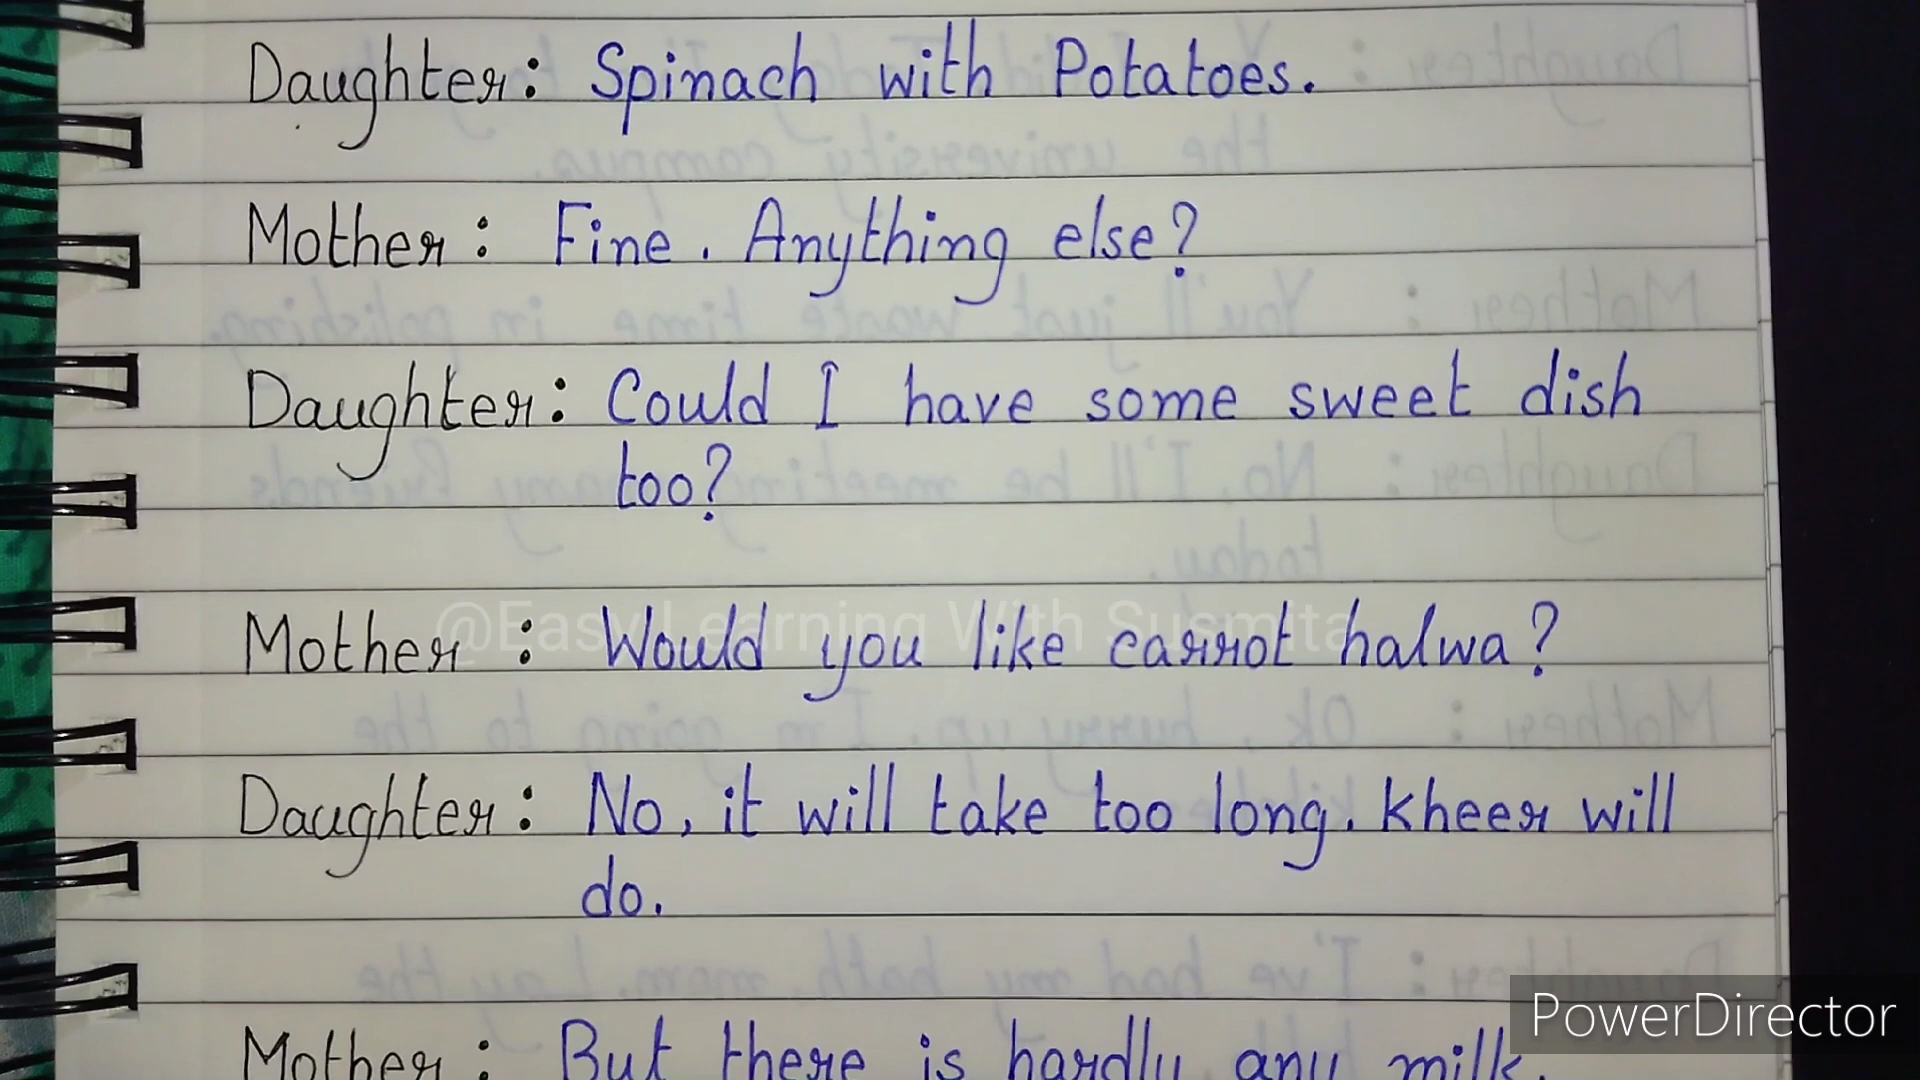 Daughter: Spinach with Potatoes.
Mother: Fine. Anything else?
Daughter: Could I have some sweet dish
too?
@Easy Learning With Susmita
Mother: Would you like carrot halwa?
Daughter: No, it will take too long. Kheer will
do.
PowerDirector
Mother: But there is hardly any milk.